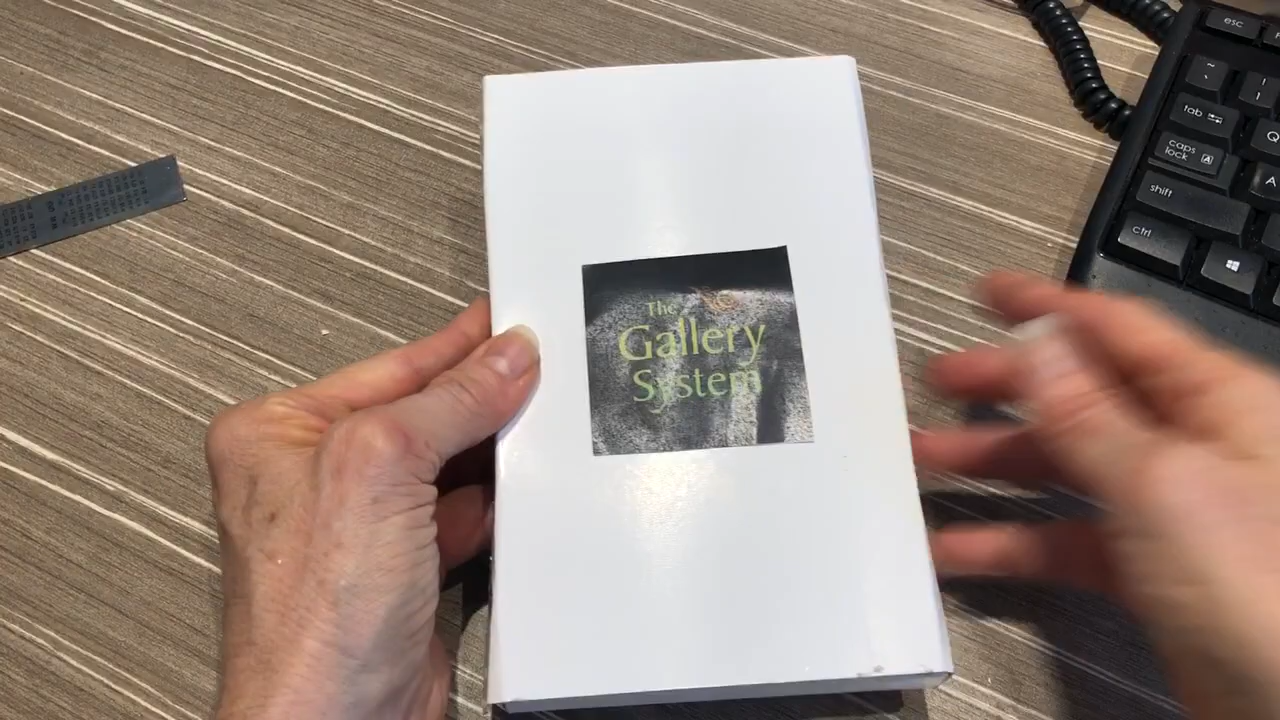 The
Gallery
System
esc
tab
caps
lock
A
shift
ctrl
Q
A